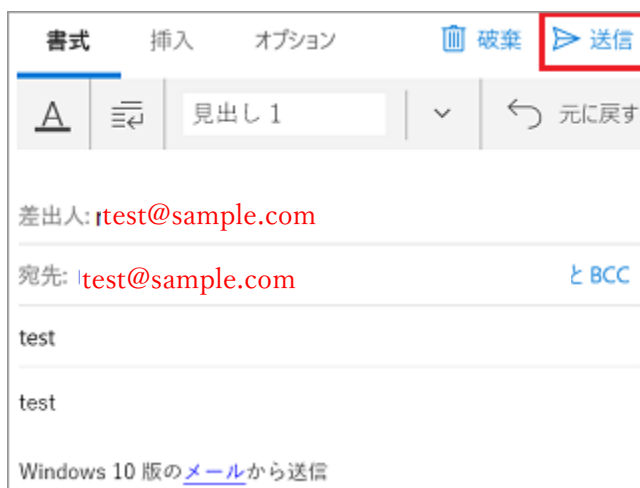 書式 挿入 オプション 破棄 送信
A 見出し 1 元に戻す
差出人: test@sample.com
宛先: test@sample.com と BCC
test
test
Windows 10 版のメールから送信